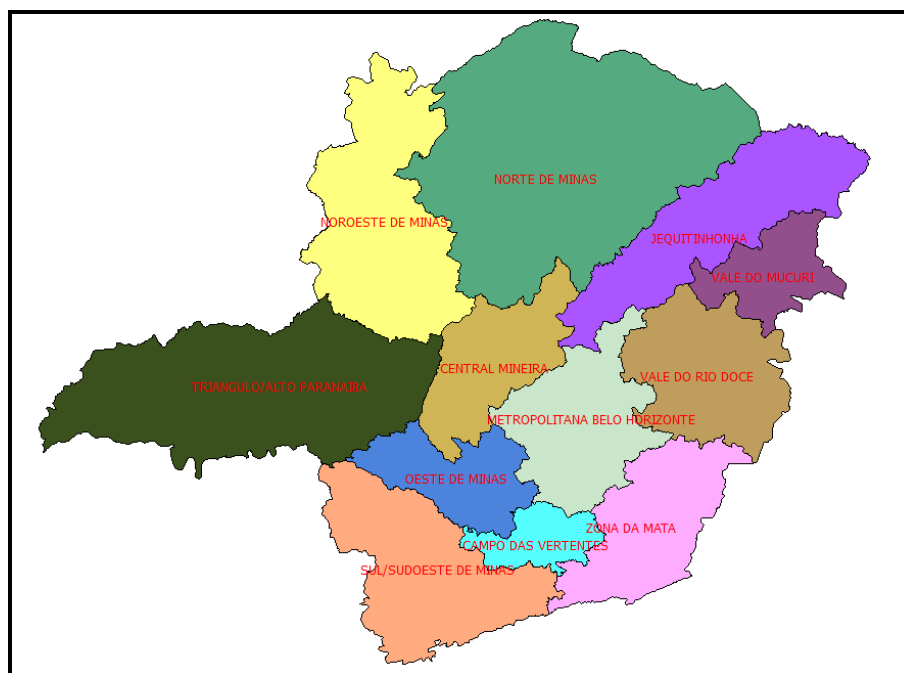 NORTE DE MINAS
NOROESTE DE MINAS
JEQUITINHONHA
VALE DO MUCURI
CENTRAL MINEIRA
VALE DO RIO DOCE
TRIANGULO/ALTO PARANAIBA
METROPOLITANA BELO HORIZONTE
OESTE DE MINAS
ZONA DA MATA
CAMPO DAS VERTENTES
SUL/SUDOESTE DE MINAS